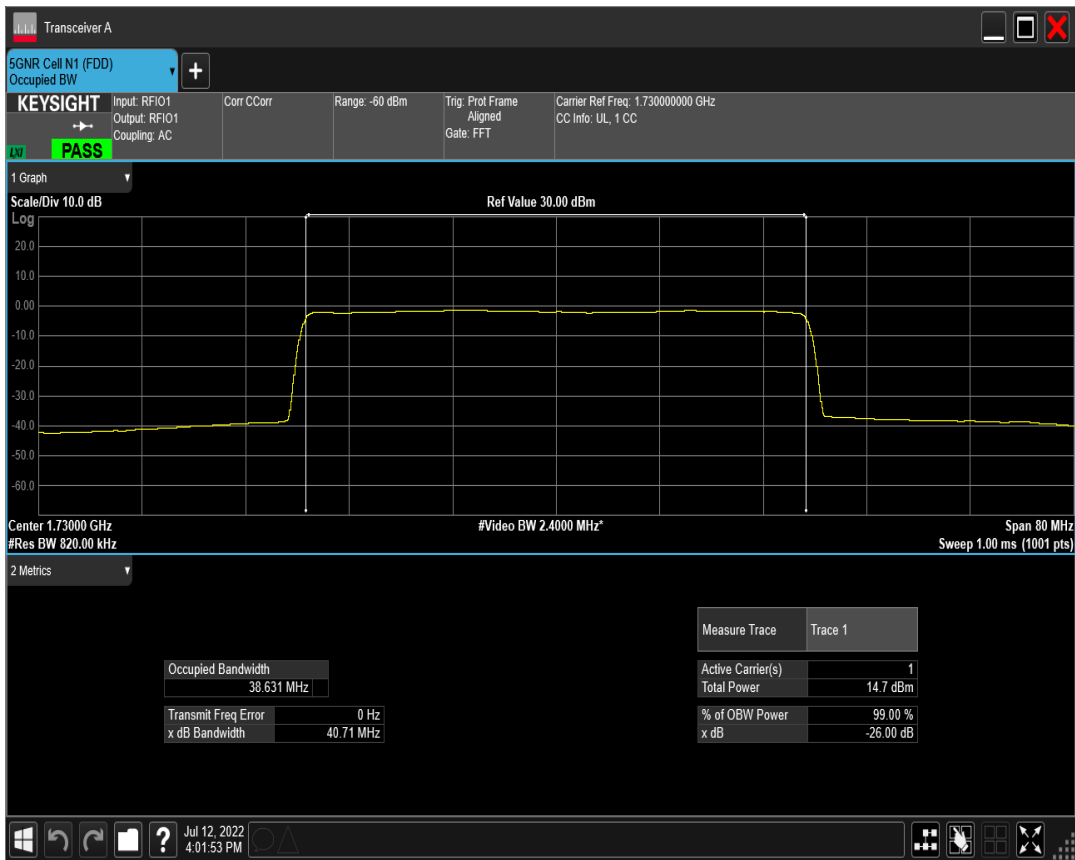 Transceiver A
5GNR Cell N1 (FDD)
Occupied BW
+
KEYSIGHT
LXI
PASS
Input: RFIO1
Output: RFIO1
Coupling: AC
Corr CCorr
Range: -60 dBm
Trig: Prot Frame
Aligned
Gate: FFT
Carrier Ref Freq: 1.730000000 GHz
CC Info: UL, 1 CC
1 Graph
Scale/Div 10.0 dB
Ref Value 30.00 dBm
Log
20.0
10.0
0.00
-10.0
-20.0
-30.0
-40.0
-50.0
-60.0
Center 1.73000 GHz
#Video BW 2.4000 MHz*
Span 80 MHz
#Res BW 820.00 kHz
Sweep 1.00 ms (1001 pts)
2 Metrics
Measure Trace Trace 1
Occupied Bandwidth
38.631 MHz
Active Carrier(s) 1
Total Power 14.7 dBm
Transmit Freq Error 0 Hz
x dB Bandwidth 40.71 MHz
% of OBW Power 99.00 %
x dB -26.00 dB
?
Jul 12, 2022
4:01:53 PM